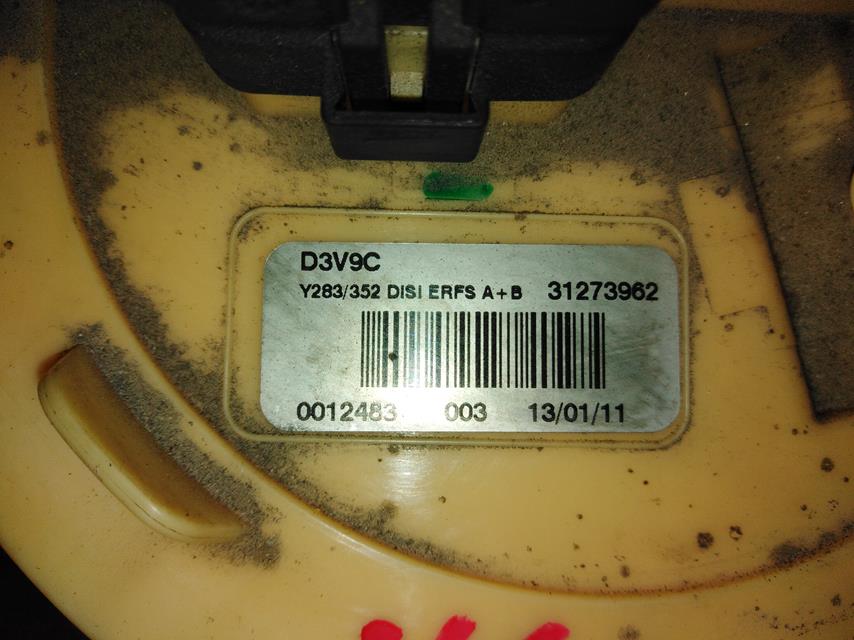 D3V9C
Y283/352 DISI ERFS A+B 31273962
0012483 003 13/01/11